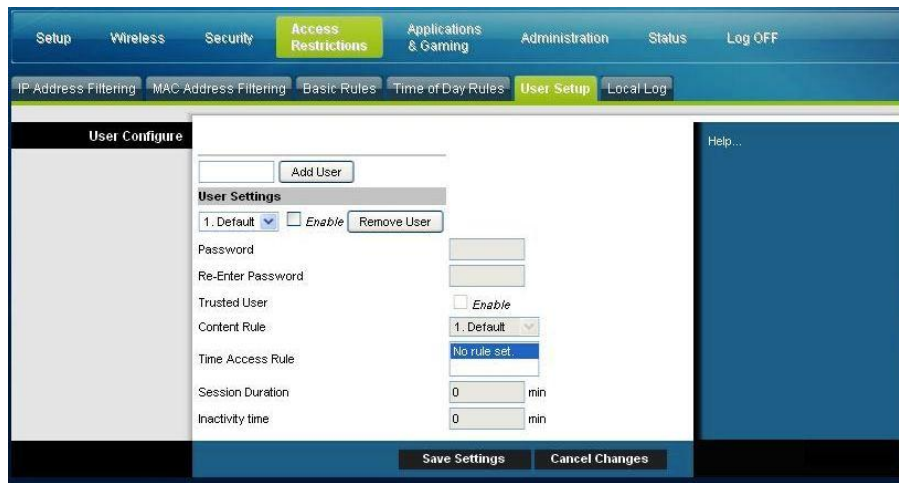 Setup Wireless Security Access Restrictions Applications & Gaming Administration Status Log OFF
IP Address Filtering MAC Address Filtering Basic Rules Time of Day Rules User Setup Local Log
User Configure
Help...
Add User
User Settings
1. Default Enable Remove User
Password
Re-Enter Password
Trusted User Enable
Content Rule 1. Default
Time Access Rule No rule set.
Session Duration 0 min
Inactivity time 0 min
Save Settings Cancel Changes